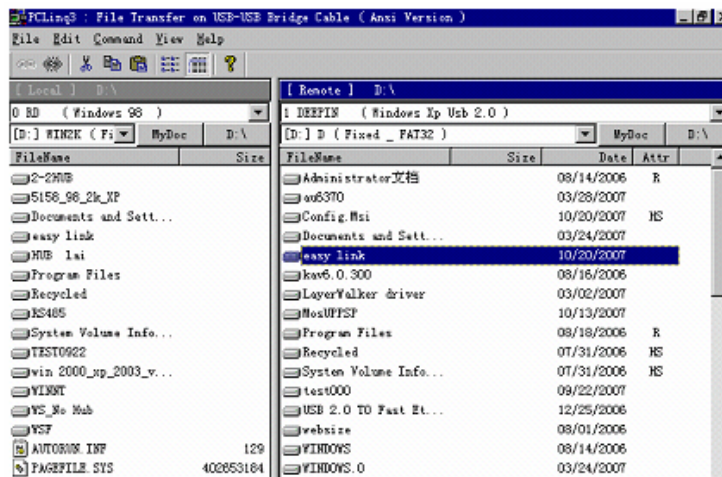 PCLinq3 : File Transfer on USB-USB Bridge Cable ( Ansi Version )
File Edit Command View Help
[ Local ] D:\
0 RD ( Windows 98 )
[D:] WIN2K ( Fi MyDoc D:\
FileName Size
2-2HUB
5158_98_2k_XP
Documents and Sett...
easy link
HUB lai
Program Files
Recycled
RS485
System Volume Info...
TEST0922
win 2000_xp_2003_v...
WINNT
WS_No Hub
WSF
AUTORUN.INF 129
PAGEFILE.SYS 402653184
[ Remote ] D:\
1 DEEPIN ( Windows Xp Usb 2.0 )
[D:] D ( Fixed _ FAT32 ) MyDoc D:\
FileName Size Date Attr
Administrator文档 08/14/2006 R
au6370 03/28/2007
Config.Msi 10/20/2007 HS
Documents and Sett... 03/24/2007
easy link 10/20/2007
kav6.0.300 08/16/2006
LayerWalker driver 03/02/2007
MosUPPSP 10/13/2007
Program Files 08/18/2006 R
Recycled 07/31/2006 HS
System Volume Info... 07/31/2006 HS
test000 09/22/2007
USB 2.0 TO Fast Et... 12/25/2006
websize 08/01/2006
WINDOWS 08/14/2006
WINDOWS.0 03/24/2007